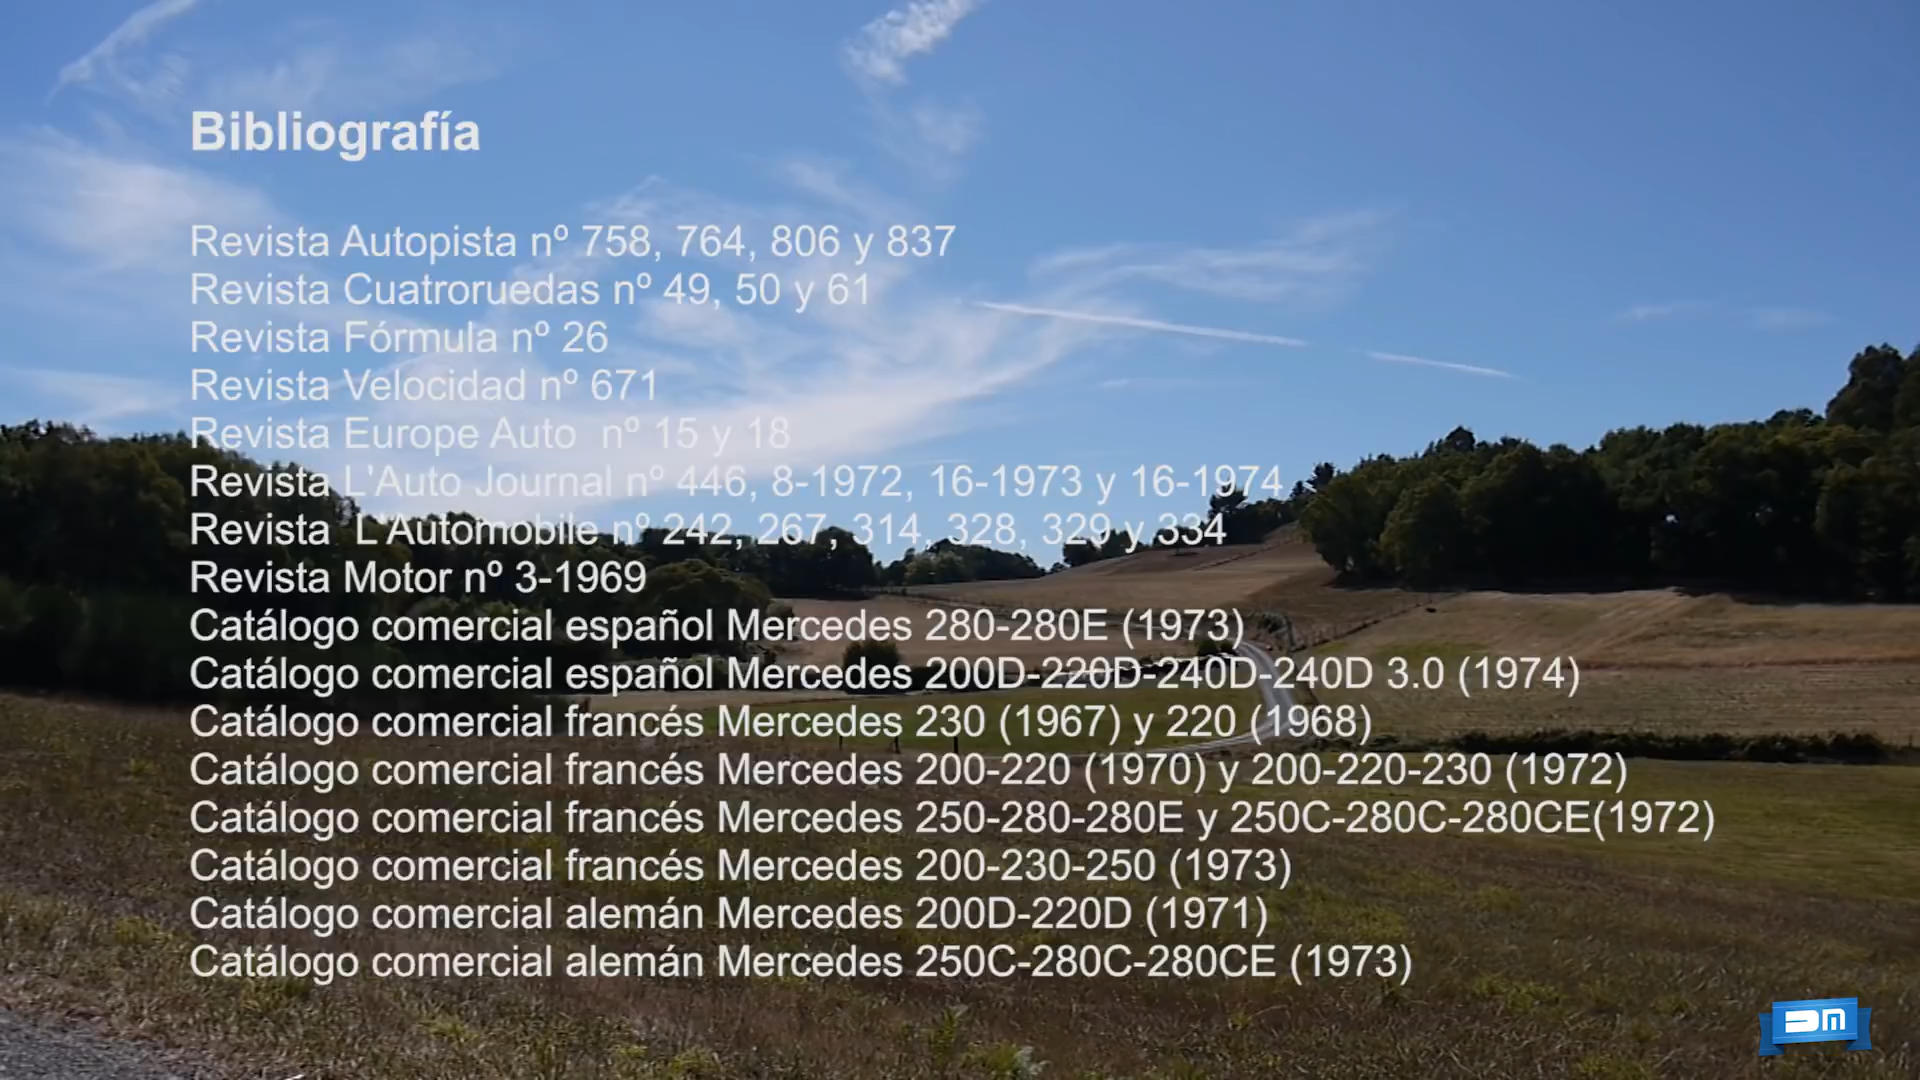 Bibliografía
Revista Autopista nº 758, 764, 806 y 837
Revista Cuatroruedas nº 49, 50 y 61
Revista Fórmula nº 26
Revista Velocidad nº 671
Revista Europe Auto  nº 15 y 18
Revista L'Auto Journal nº 446, 8-1972, 16-1973 y 16-1974
Revista  L'Automobile nº 242, 267, 314, 328, 329 y 334
Revista Motor nº 3-1969
Catálogo comercial español Mercedes 280-280E (1973)
Catálogo comercial español Mercedes 200D-220D-240D-240D 3.0 (1974)
Catálogo comercial francés Mercedes 230 (1967) y 220 (1968)
Catálogo comercial francés Mercedes 200-220 (1970) y 200-220-230 (1972)
Catálogo comercial francés Mercedes 250-280-280E y 250C-280C-280CE(1972)
Catálogo comercial francés Mercedes 200-230-250 (1973)
Catálogo comercial alemán Mercedes 200D-220D (1971)
Catálogo comercial alemán Mercedes 250C-280C-280CE (1973)